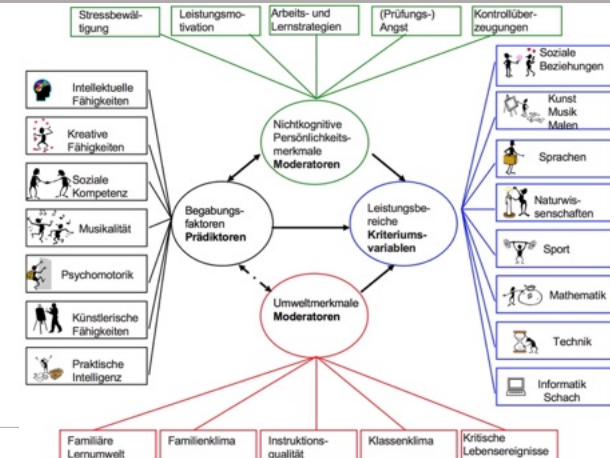 Stressbewäl-
tigung
Leistungsmo-
tivation
Arbeits- und
Lernstrategien
(Prüfungs-)
Angst
Kontrollüber-
zeugungen
Intellektuelle
Fähigkeiten
Kreative
Fähigkeiten
Soziale
Kompetenz
Musikalität
Psychomotorik
Künstlerische
Fähigkeiten
Praktische
Intelligenz
Nichtkognitive
Persönlichkeits-
merkmale
Moderatoren
Begabungs-
faktoren
Prädiktoren
Leistungsbe-
reiche
Kriteriums-
variablen
Umweltmerkmale
Moderatoren
Soziale
Beziehungen
Kunst
Musik
Malen
Sprachen
Naturwis-
senschaften
Sport
Mathematik
Technik
Informatik
Schach
Familiäre
Lernumwelt
Familienklima
Instruktions-
qualität
Klassenklima
Kritische
Lebensereignisse